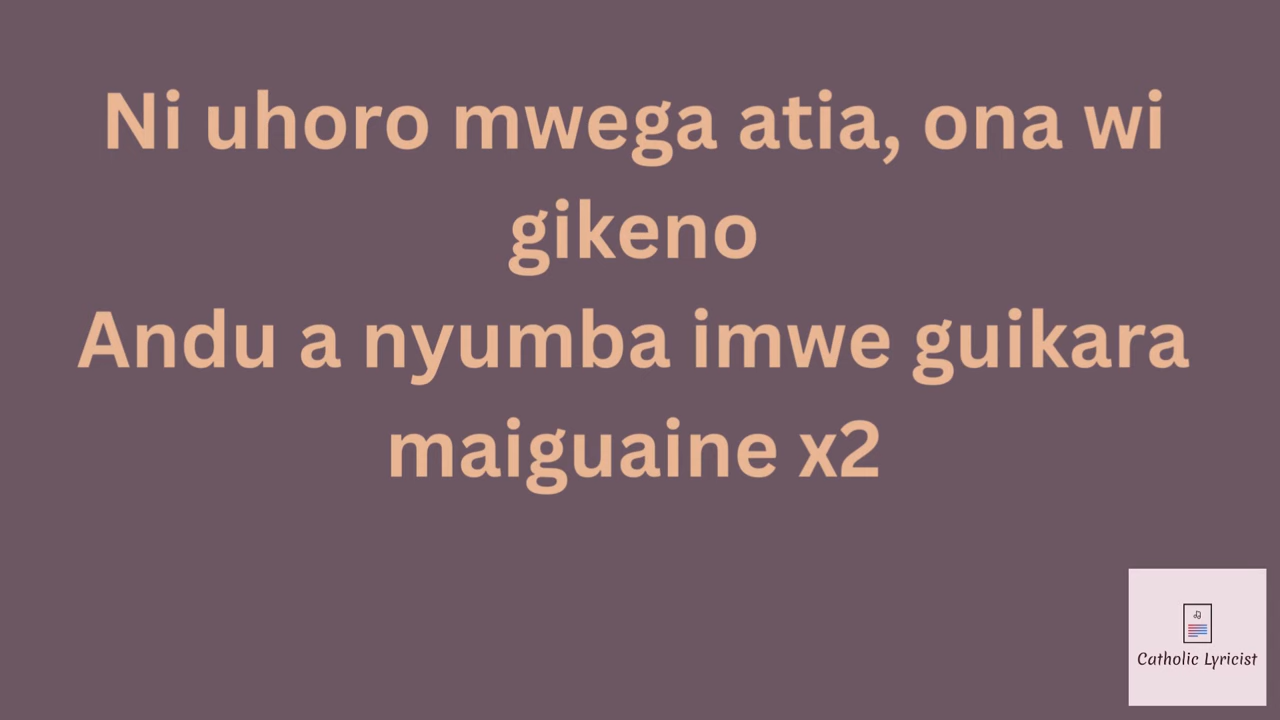 Ni uhoro mwega atia, ona wi
gikeno
Andu a nyumba imwe guikara
maiguaine x2
Catholic Lyricist